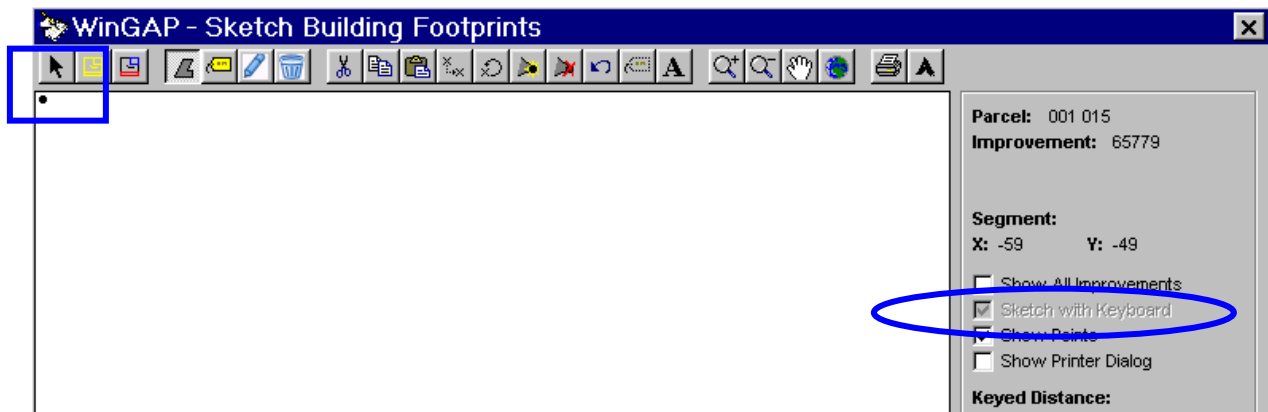 WinGAP - Sketch Building Footprints
A
Parcel: 001 015
Improvement: 65779
Segment:
X: -59 Y: -49
Show All Improvements
Sketch with Keyboard
Show Points
Show Printer Dialog
Keyed Distance: